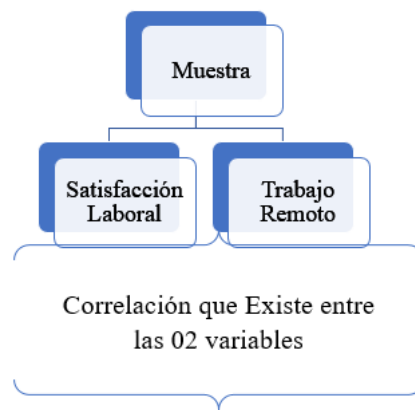 Muestra
Satisfacción
Laboral
Trabajo
Remoto
Correlación que Existe entre
las 02 variables